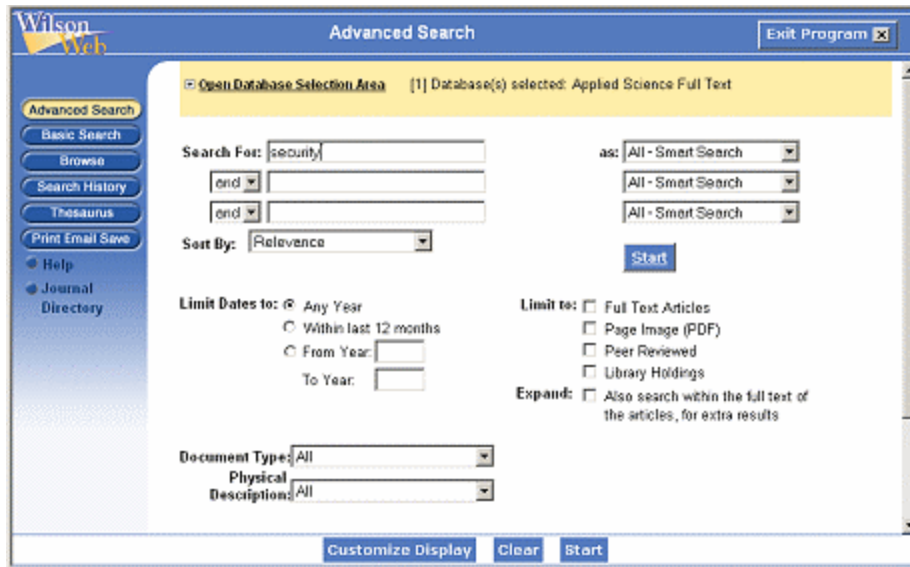 Wilson Web
Advanced Search
Exit Program
Open Database Selection Area [1] Database(s) selected: Applied Science Full Text
Advanced Search
Basic Search
Browse
Search History
Thesaurus
Print Email Save
Help
Journal
Directory
Search For: security as: All - Smart Search
and All - Smart Search
and All - Smart Search
Sort By: Relevance
Start
Limit Dates to: Any Year
Within last 12 months
From Year:
To Year:
Limit to: Full Text Articles
Page Image (PDF)
Peer Reviewed
Library Holdings
Expand: Also search within the full text of
the articles, for extra results
Document Type: All
Physical
Description: All
Customize Display Clear Start